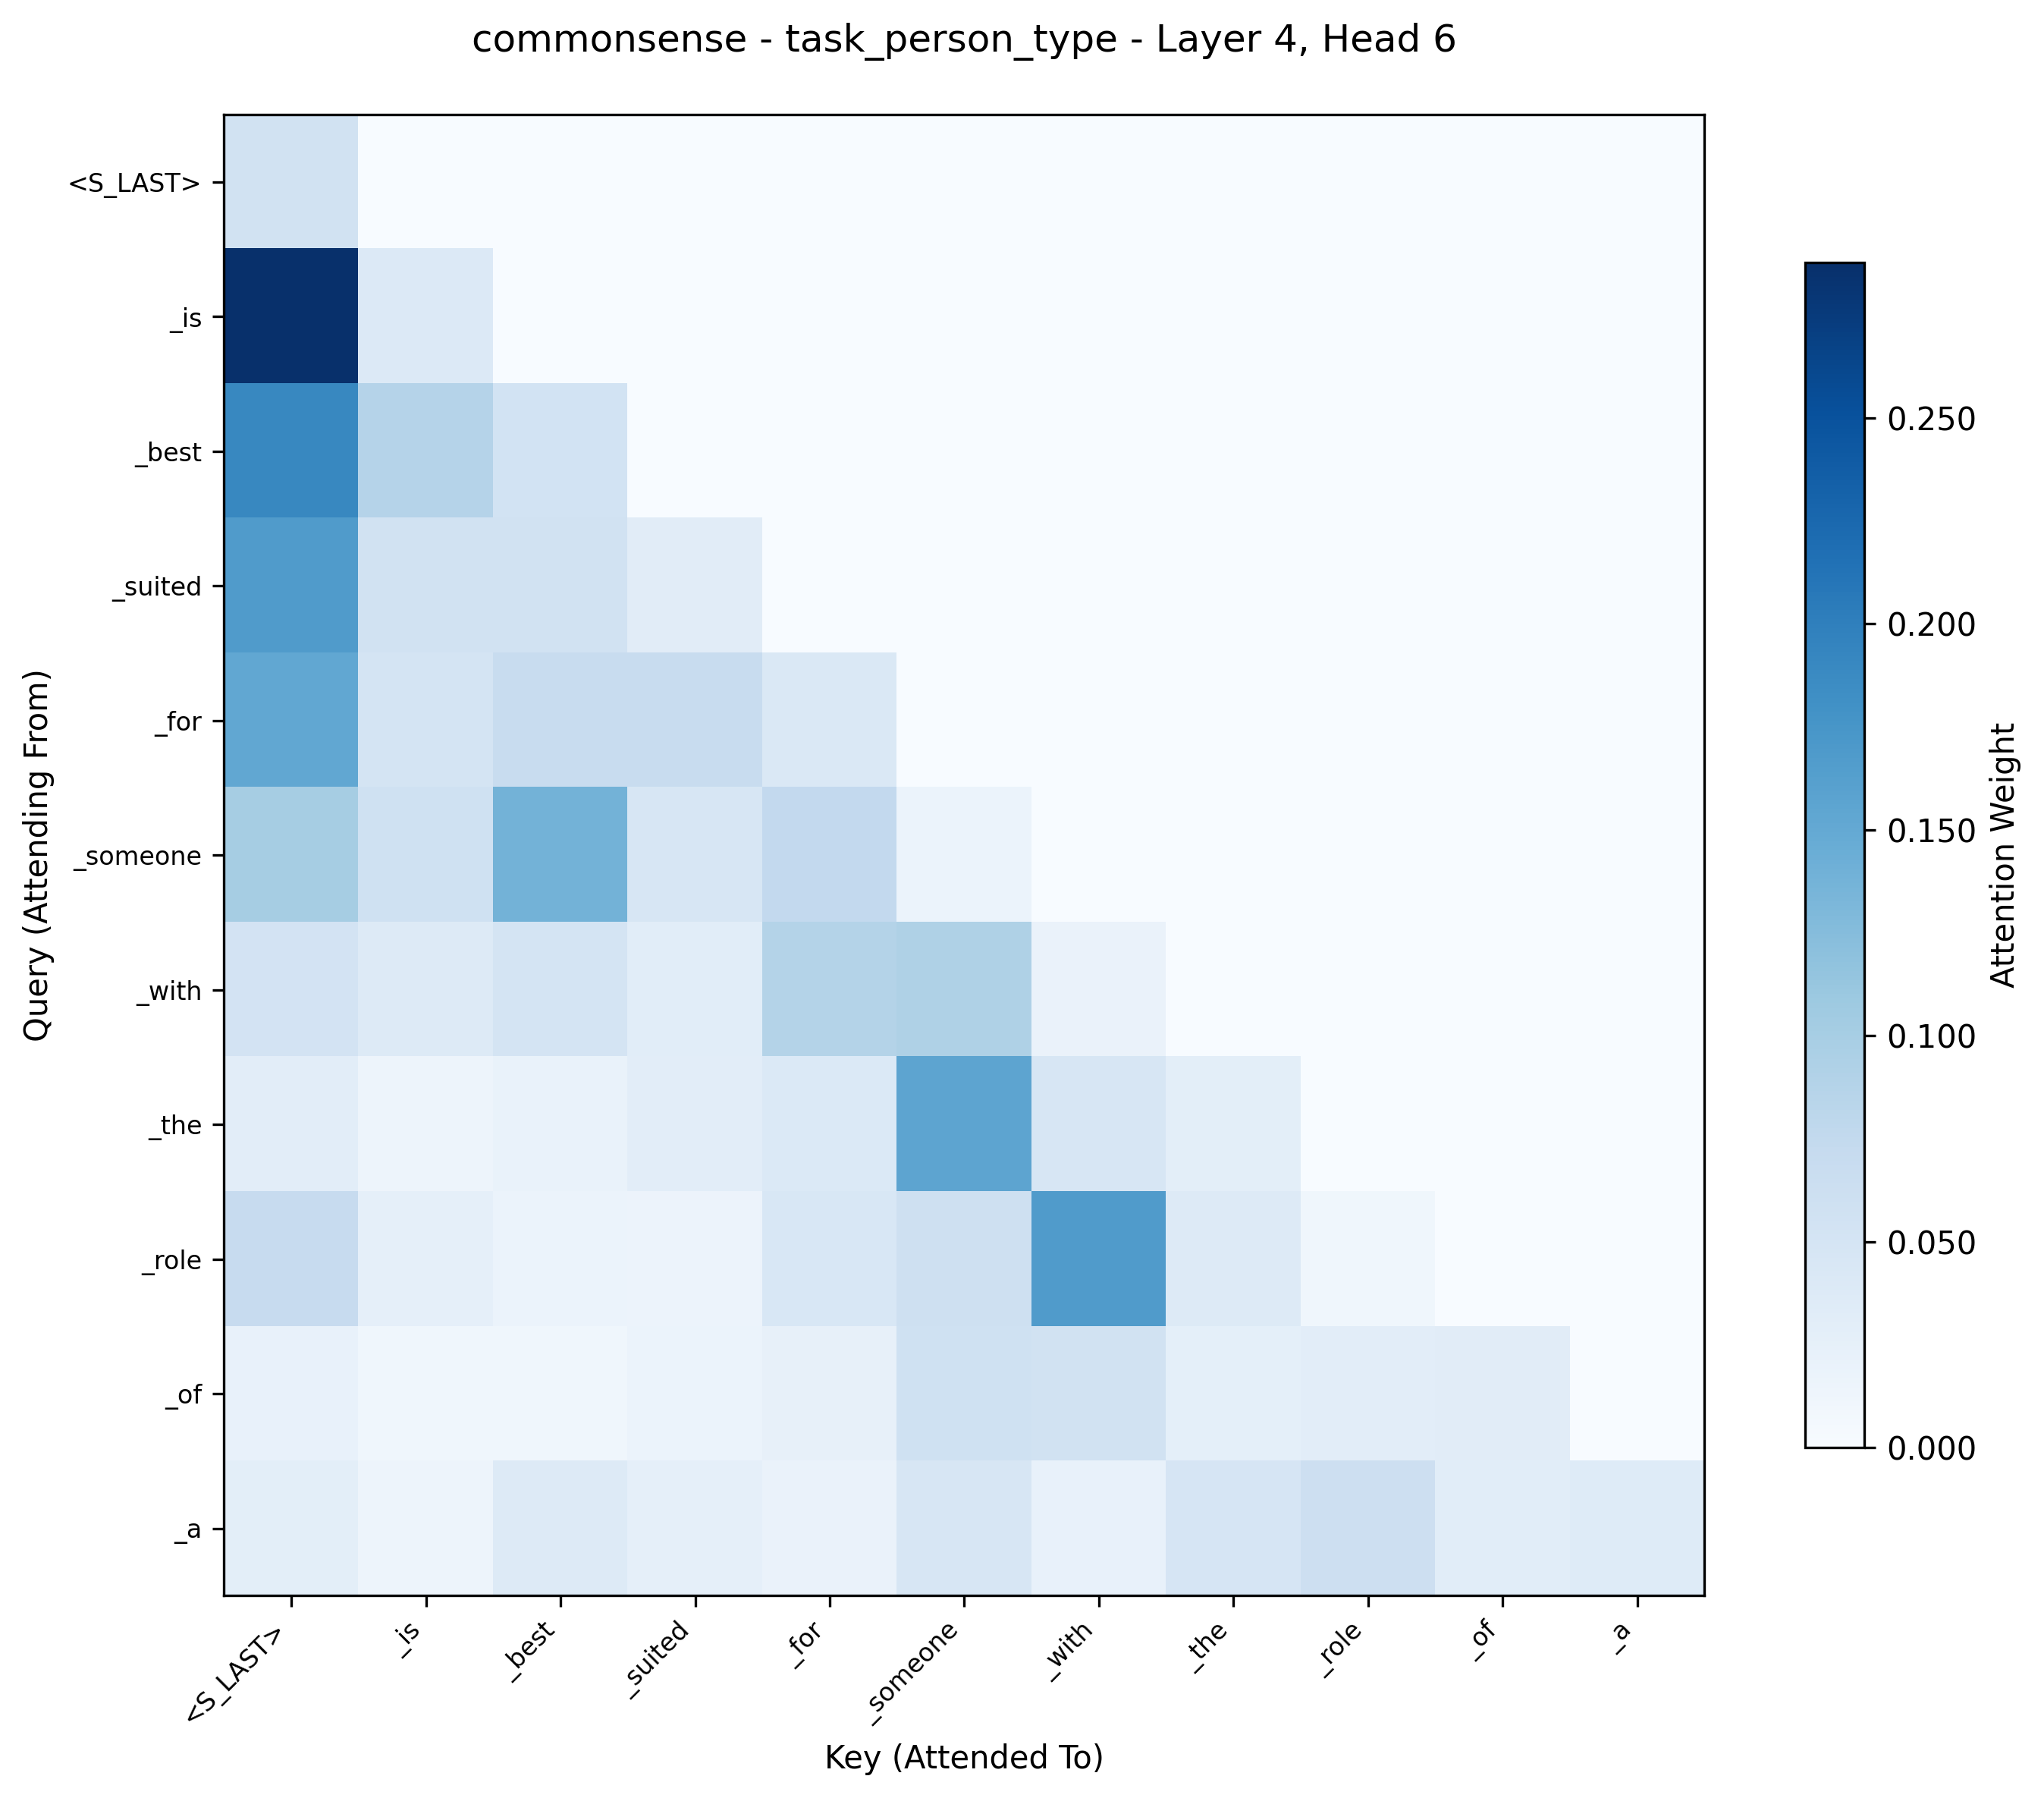 commonsense - task_person_type - Layer 4, Head 6
Query (Attending From)
<S_LAST>
_is
_best
_suited
_for
_someone
_with
_the
_role
_of
_a
<S_LAST>
_is
_best
_suited
_for
_someone
_with
_the
_role
_of
_a
Key (Attended To)
0.250
0.200
0.150
0.100
0.050
0.000
Attention Weight